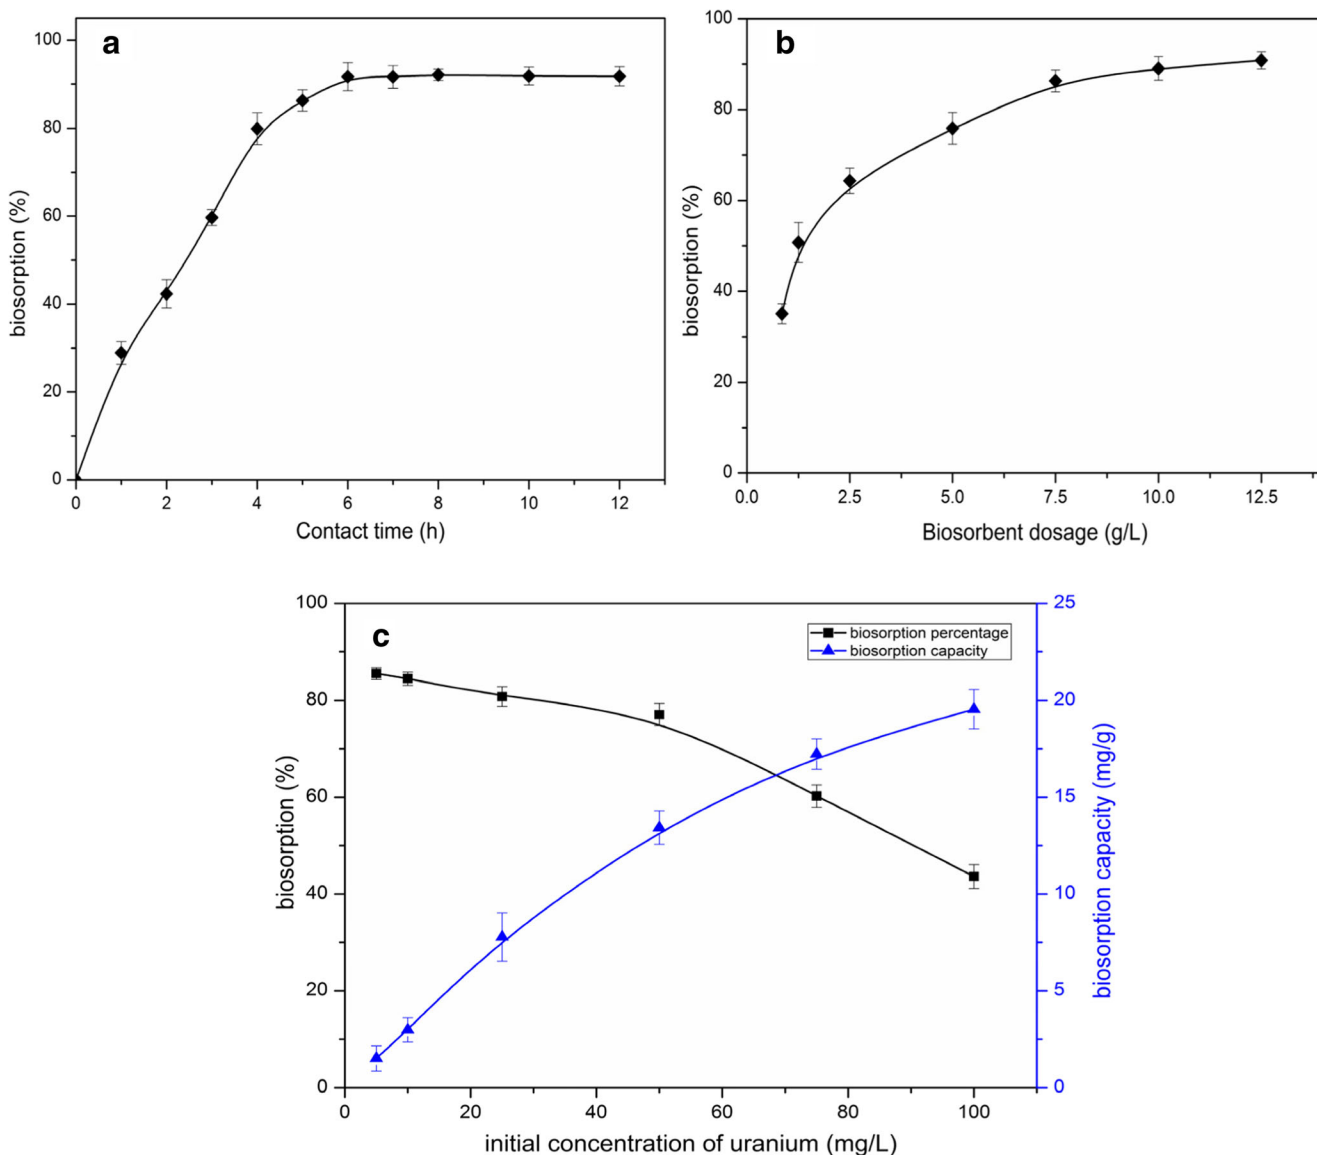 a
100
80
60
40
20
0
biosorption (%)
0 2 4 6 8 10 12
Contact time (h)
b
100
80
60
40
20
0
biosorption (%)
0.0 2.5 5.0 7.5 10.0 12.5
Biosorbent dosage (g/L)
c
biosorption percentage
biosorption capacity
100
80
60
40
20
0
biosorption (%)
25
20
15
10
5
0
biosorption capacity (mg/g)
0 20 40 60 80 100
initial concentration of uranium (mg/L)